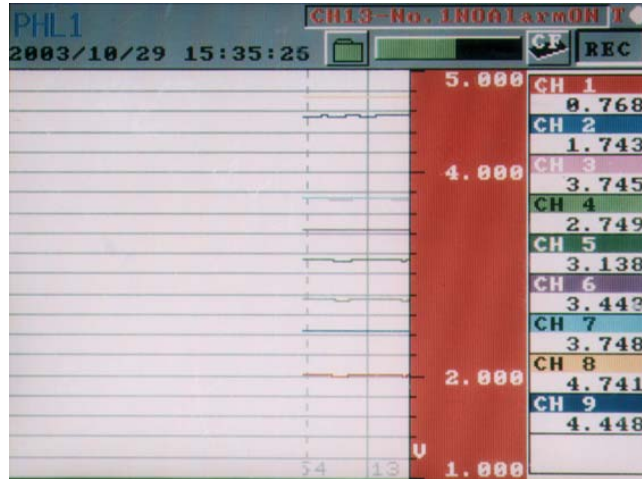 PHL1
CH13-No.1NOAlarmON T
2003/10/29 15:35:26
CF
REC
5.000
4.000
2.000
V
1.000
54
13
CH 1
0.768
CH 2
1.743
CH 3
3.745
CH 4
2.749
CH 5
3.138
CH 6
3.443
CH 7
3.748
CH 8
4.741
CH 9
4.448